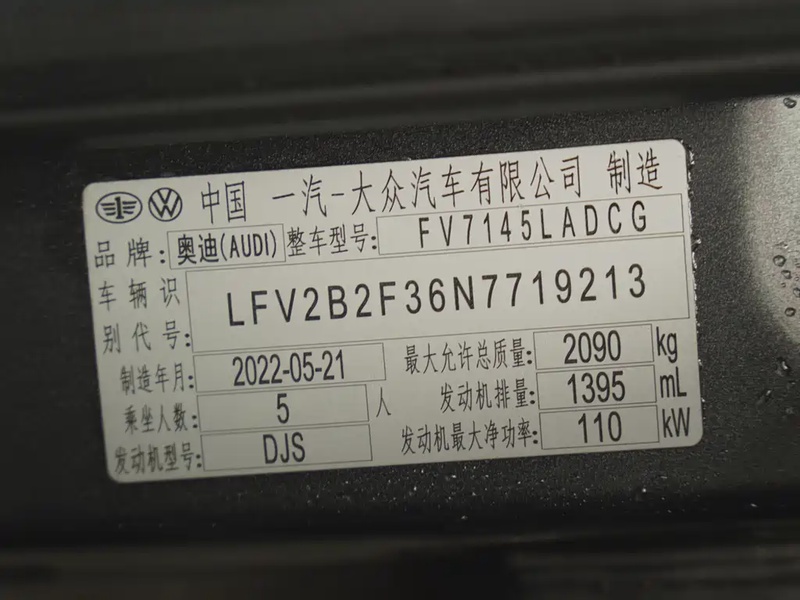 中国 一汽-大众汽车有限公司 制造
品牌: 奥迪(AUDI) 整车型号: FV7145LADCG
车辆识别代号: LFV2B2F36N7719213
制造年月: 2022-05-21 最大允许总质量: 2090 kg
乘坐人数: 5 人 发动机排量: 1395 mL
发动机型号: DJS 发动机最大净功率: 110 kW